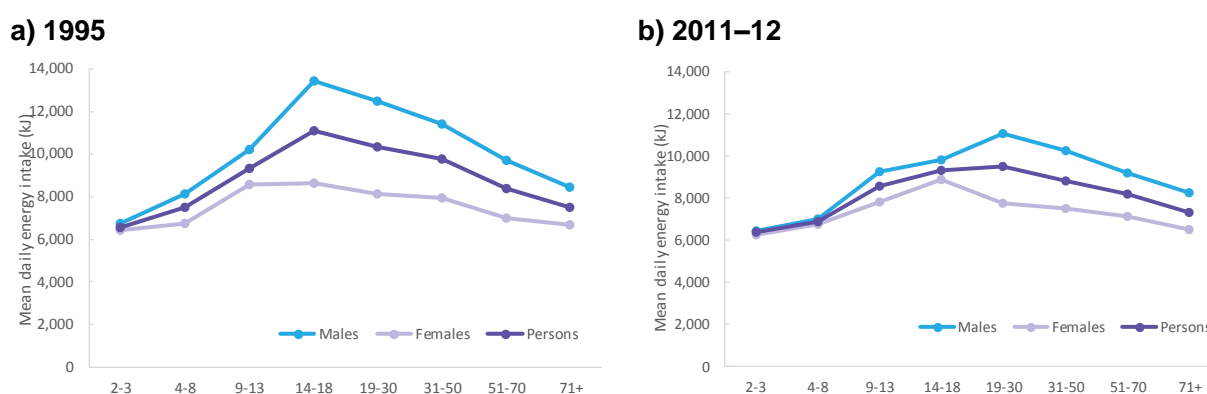 a) 1995
Mean daily energy intake (kJ)
14,000
12,000
10,000
8,000
6,000
4,000
2,000
0
Males Females Persons
2-3 4-8 9-13 14-18 19-30 31-50 51-70 71+
b) 2011–12
Mean daily energy intake (kJ)
14,000
12,000
10,000
8,000
6,000
4,000
2,000
0
Males Females Persons
2-3 4-8 9-13 14-18 19-30 31-50 51-70 71+